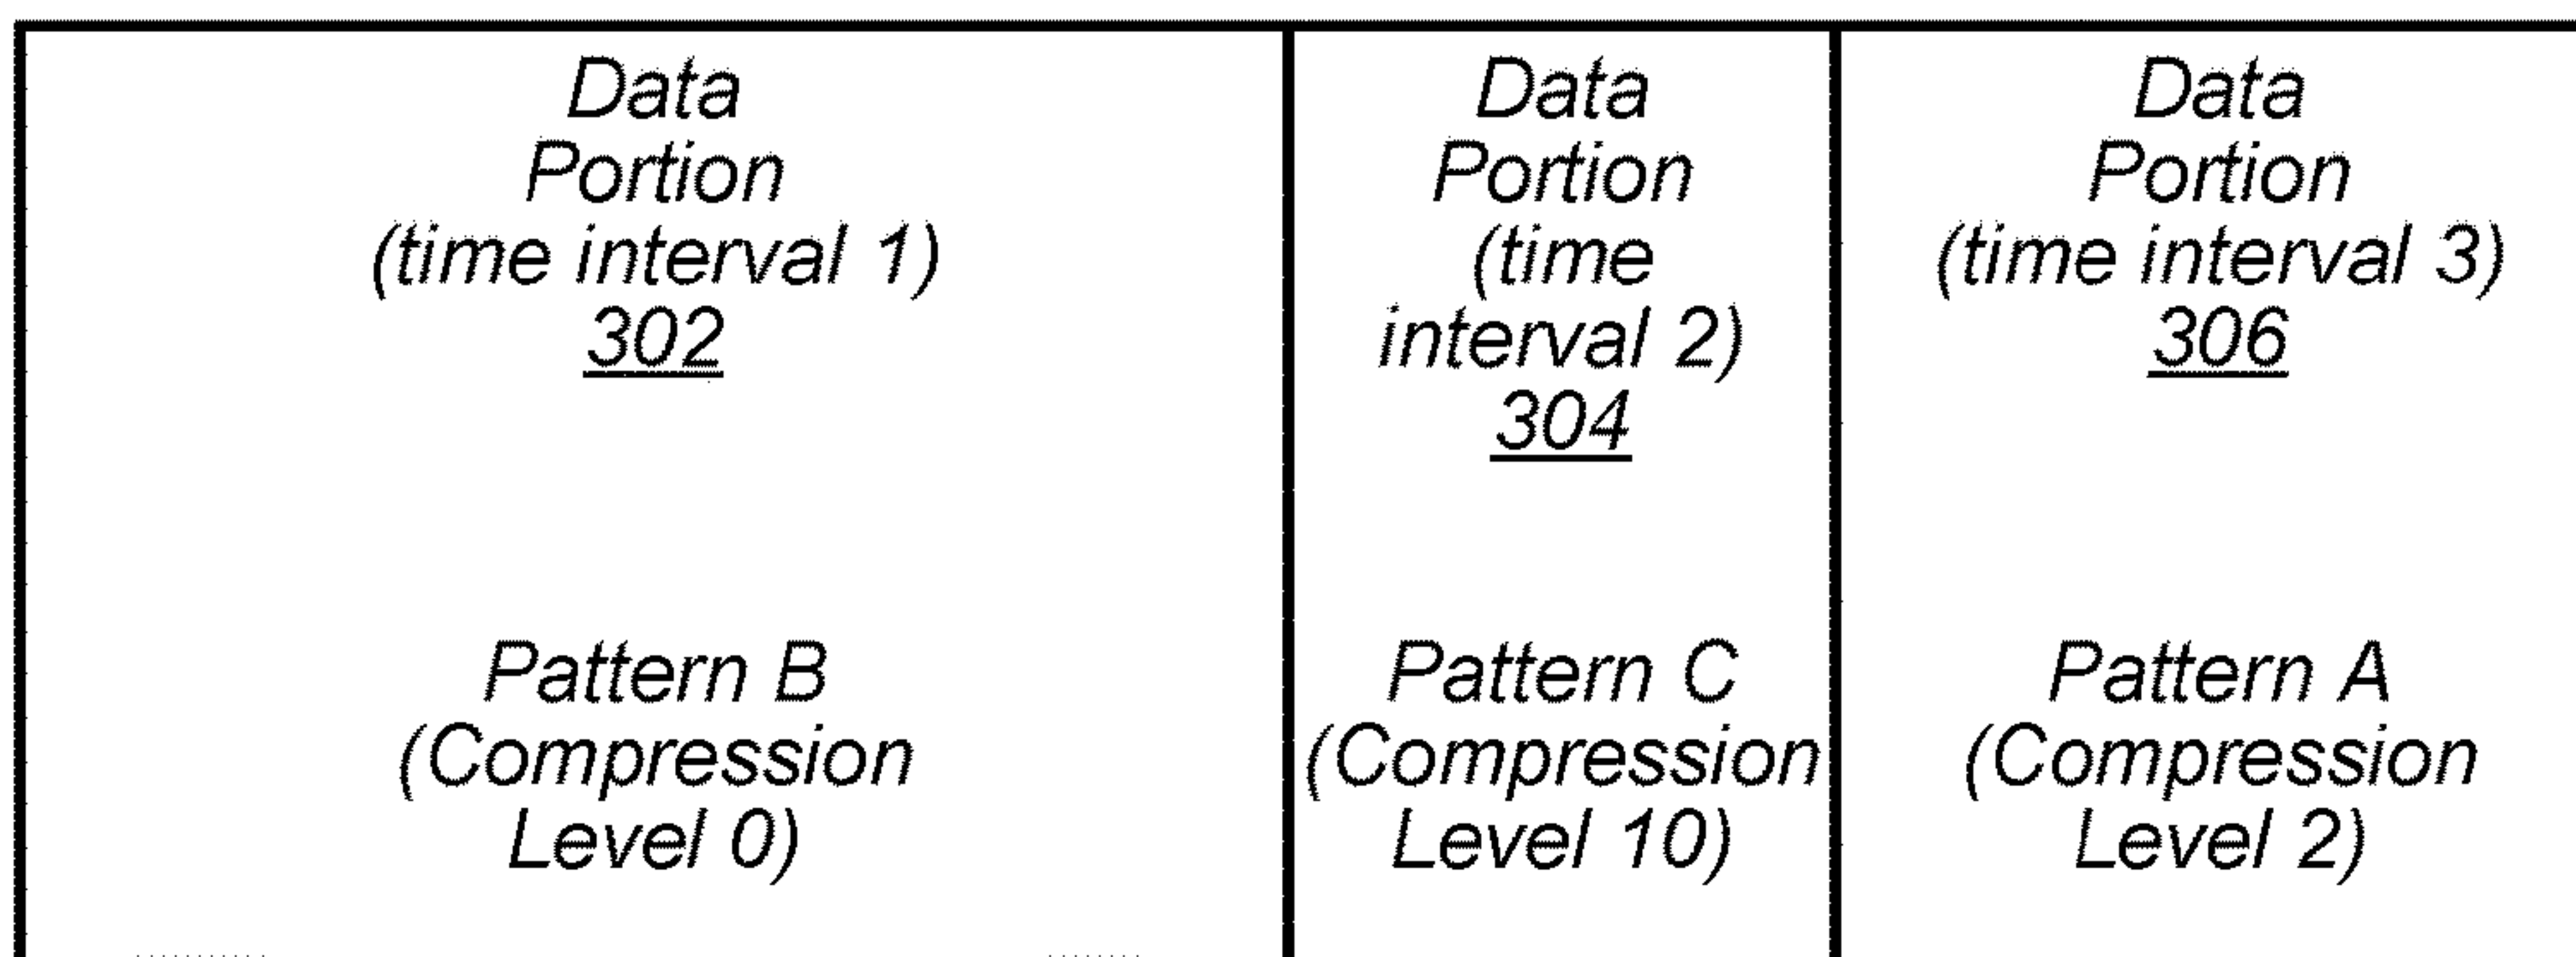 Data
Portion
(time interval 1)
302
Pattern B
(Compression
Level 0)
Data
Portion
(time
interval 2)
304
Pattern C
(Compression
Level 10)
Data
Portion
(time interval 3)
306
Pattern A
(Compression
Level 2)